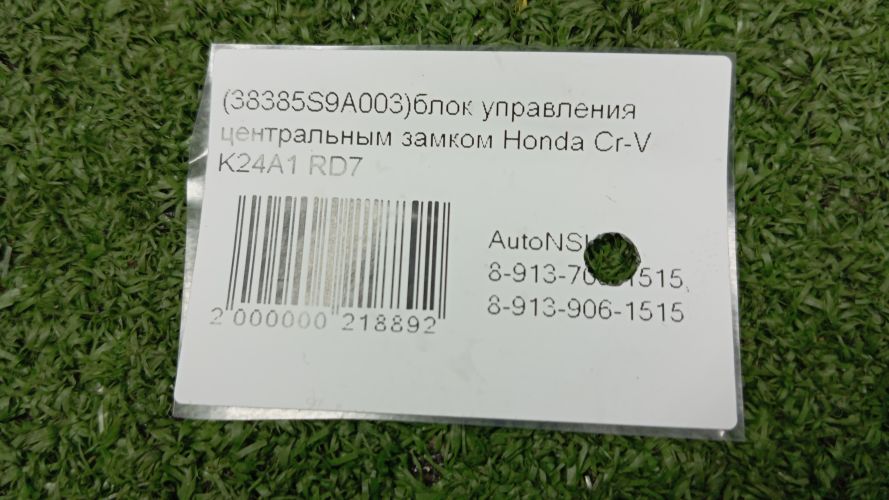 (38385S9A003)блок управления
центральным замком Honda Cr-V
K24A1 RD7
2 000000 218892
8-913-906-1515